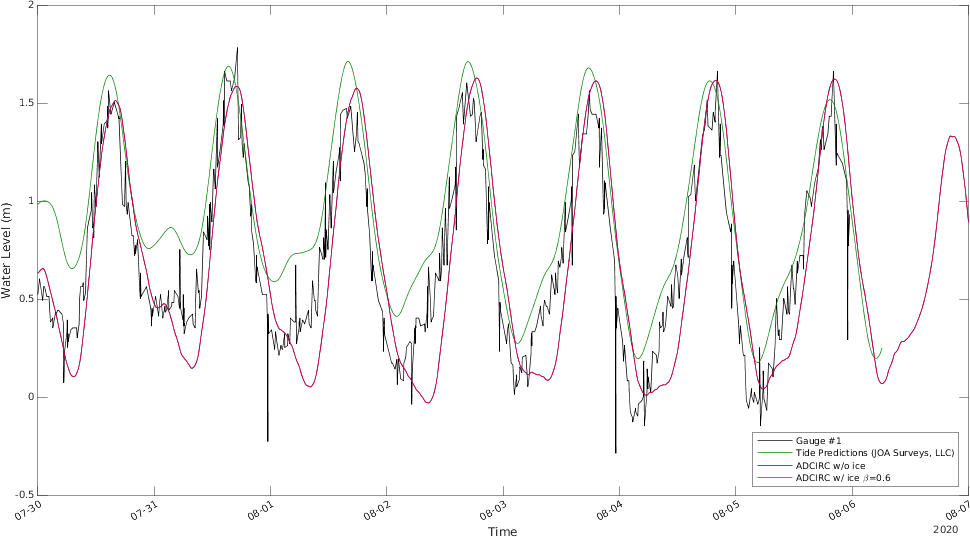 2
1.5
1
0.5
0
-0.5
Water Level (m)
07-30
07-31
08-01
08-02
08-03
08-04
08-05
08-06
08-07
Time
2020
Gauge #1
Tide Predictions (JOA Surveys, LLC)
ADCIRC w/o ice
ADCIRC w/ ice β=0.6